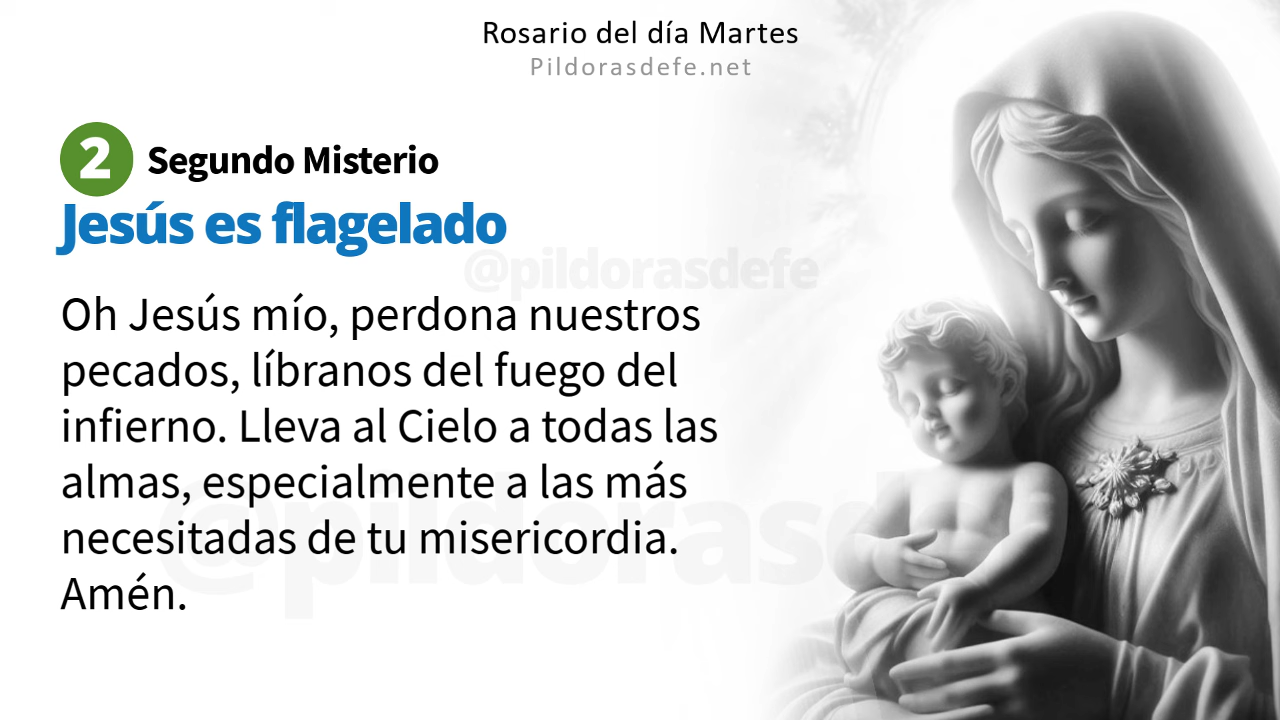 Rosario del día Martes
Pildorasdefe.net
2 Segundo Misterio
Jesús es flagelado
@pildorasdefe
Oh Jesús mío, perdona nuestros
pecados, líbranos del fuego del
infierno. Lleva al Cielo a todas las
almas, especialmente a las más
necesitadas de tu misericordia.
Amén.
@pildorasdefe